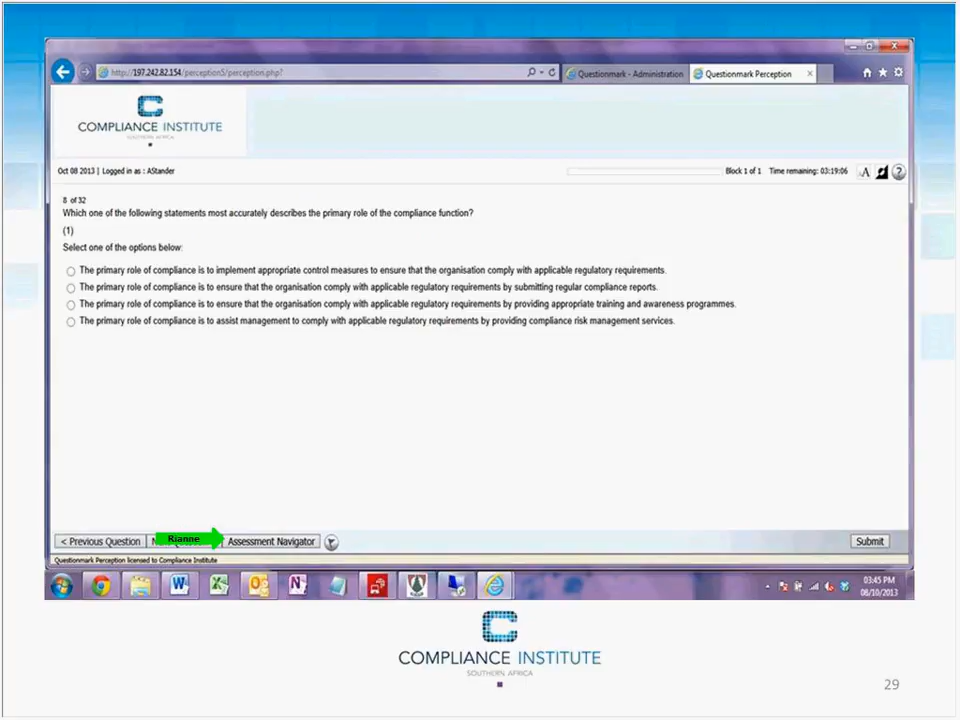 http://197.242.82.154/perception5/perception.php?
Questionmark - Administration
Questionmark Perception
COMPLIANCE INSTITUTE
SOUTHERN AFRICA
Oct 08 2013 | Logged in as : AStander
Block 1 of 1 Time remaining: 03:19:06
8 of 32
Which one of the following statements most accurately describes the primary role of the compliance function?
(1)
Select one of the options below:
The primary role of compliance is to implement appropriate control measures to ensure that the organisation comply with applicable regulatory requirements.
The primary role of compliance is to ensure that the organisation comply with applicable regulatory requirements by submitting regular compliance reports.
The primary role of compliance is to ensure that the organisation comply with applicable regulatory requirements by providing appropriate training and awareness programmes.
The primary role of compliance is to assist management to comply with applicable regulatory requirements by providing compliance risk management services.
< Previous Question
Rianne
Assessment Navigator
Submit
Questionmark Perception licensed to Compliance Institute
03:45 PM
08/10/2013
COMPLIANCE INSTITUTE
SOUTHERN AFRICA
29